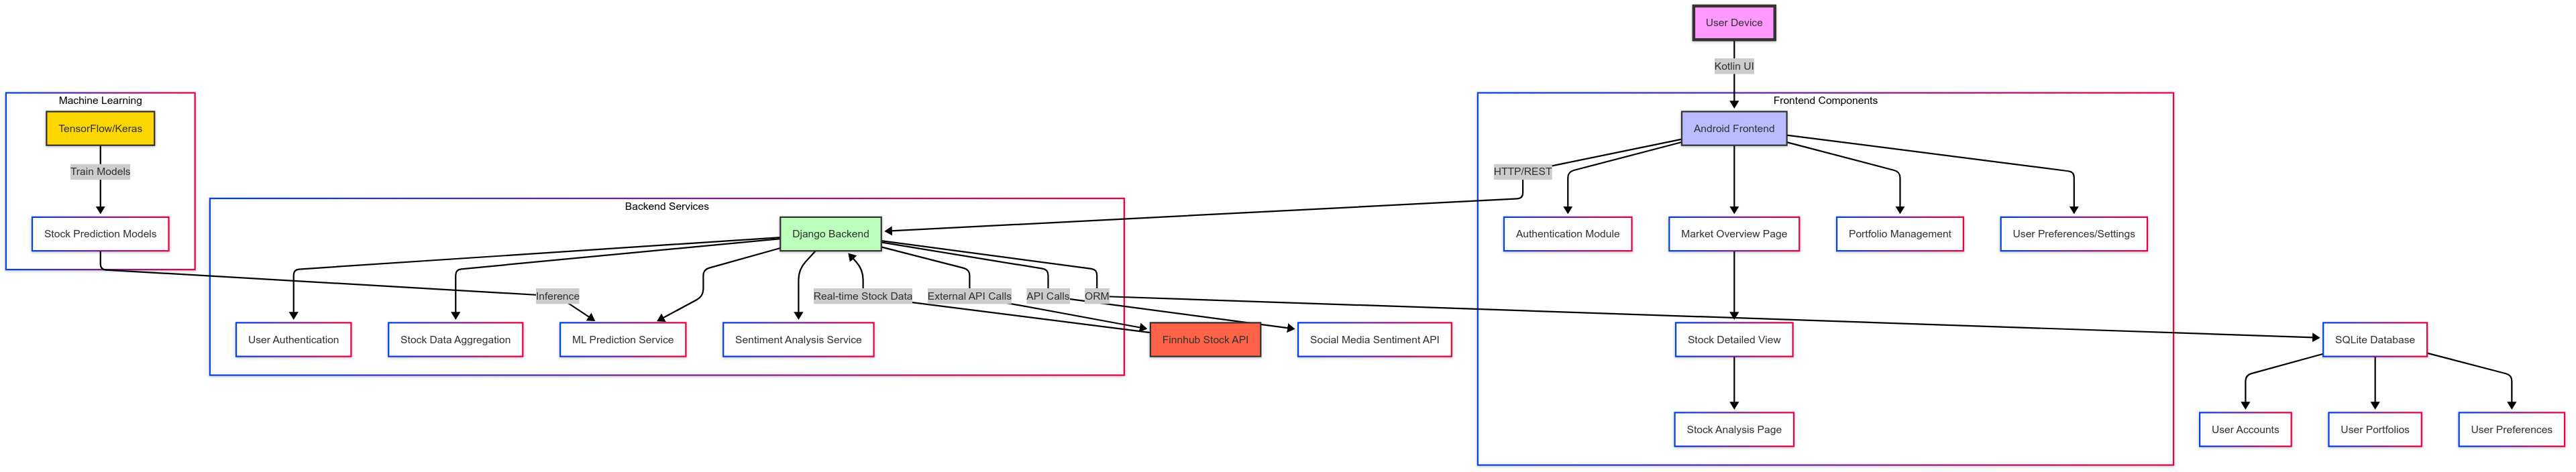 User Device
Kotlin UI
Machine Learning
Frontend Components
TensorFlow/Keras
Android Frontend
Train Models
HTTP/REST
Backend Services
Stock Prediction Models
Django Backend
Authentication Module
Market Overview Page
Portfolio Management
User Preferences/Settings
Inference
Real-time Stock Data
External API Calls
API Calls
ORM
User Authentication
Stock Data Aggregation
ML Prediction Service
Sentiment Analysis Service
Finnhub Stock API
Social Media Sentiment API
Stock Detailed View
SQLite Database
Stock Analysis Page
User Accounts
User Portfolios
User Preferences